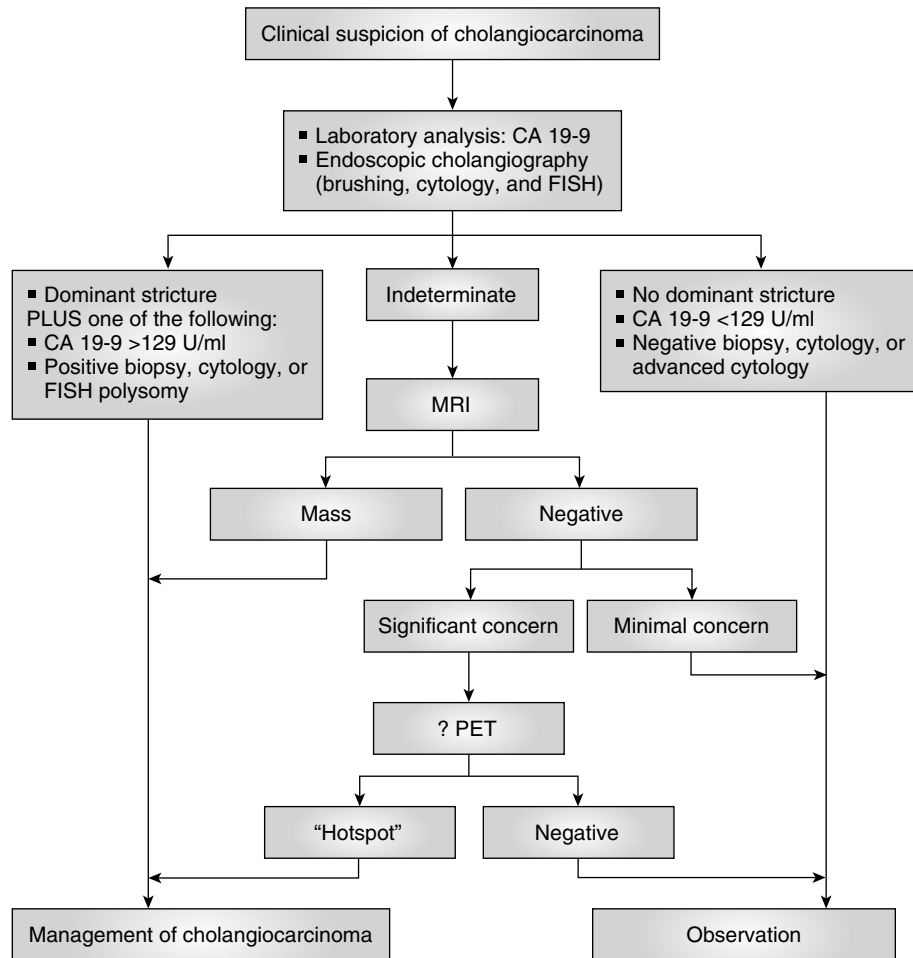 Clinical suspicion of cholangiocarcinoma
▪ Laboratory analysis: CA 19-9
▪ Endoscopic cholangiography
(brushing, cytology, and FISH)
▪ Dominant stricture
PLUS one of the following:
▪ CA 19-9 >129 U/ml
▪ Positive biopsy, cytology, or
FISH polysomy
Indeterminate
▪ No dominant stricture
▪ CA 19-9 <129 U/ml
▪ Negative biopsy, cytology, or
advanced cytology
MRI
Mass
Negative
Significant concern
Minimal concern
? PET
“Hotspot”
Negative
Management of cholangiocarcinoma
Observation